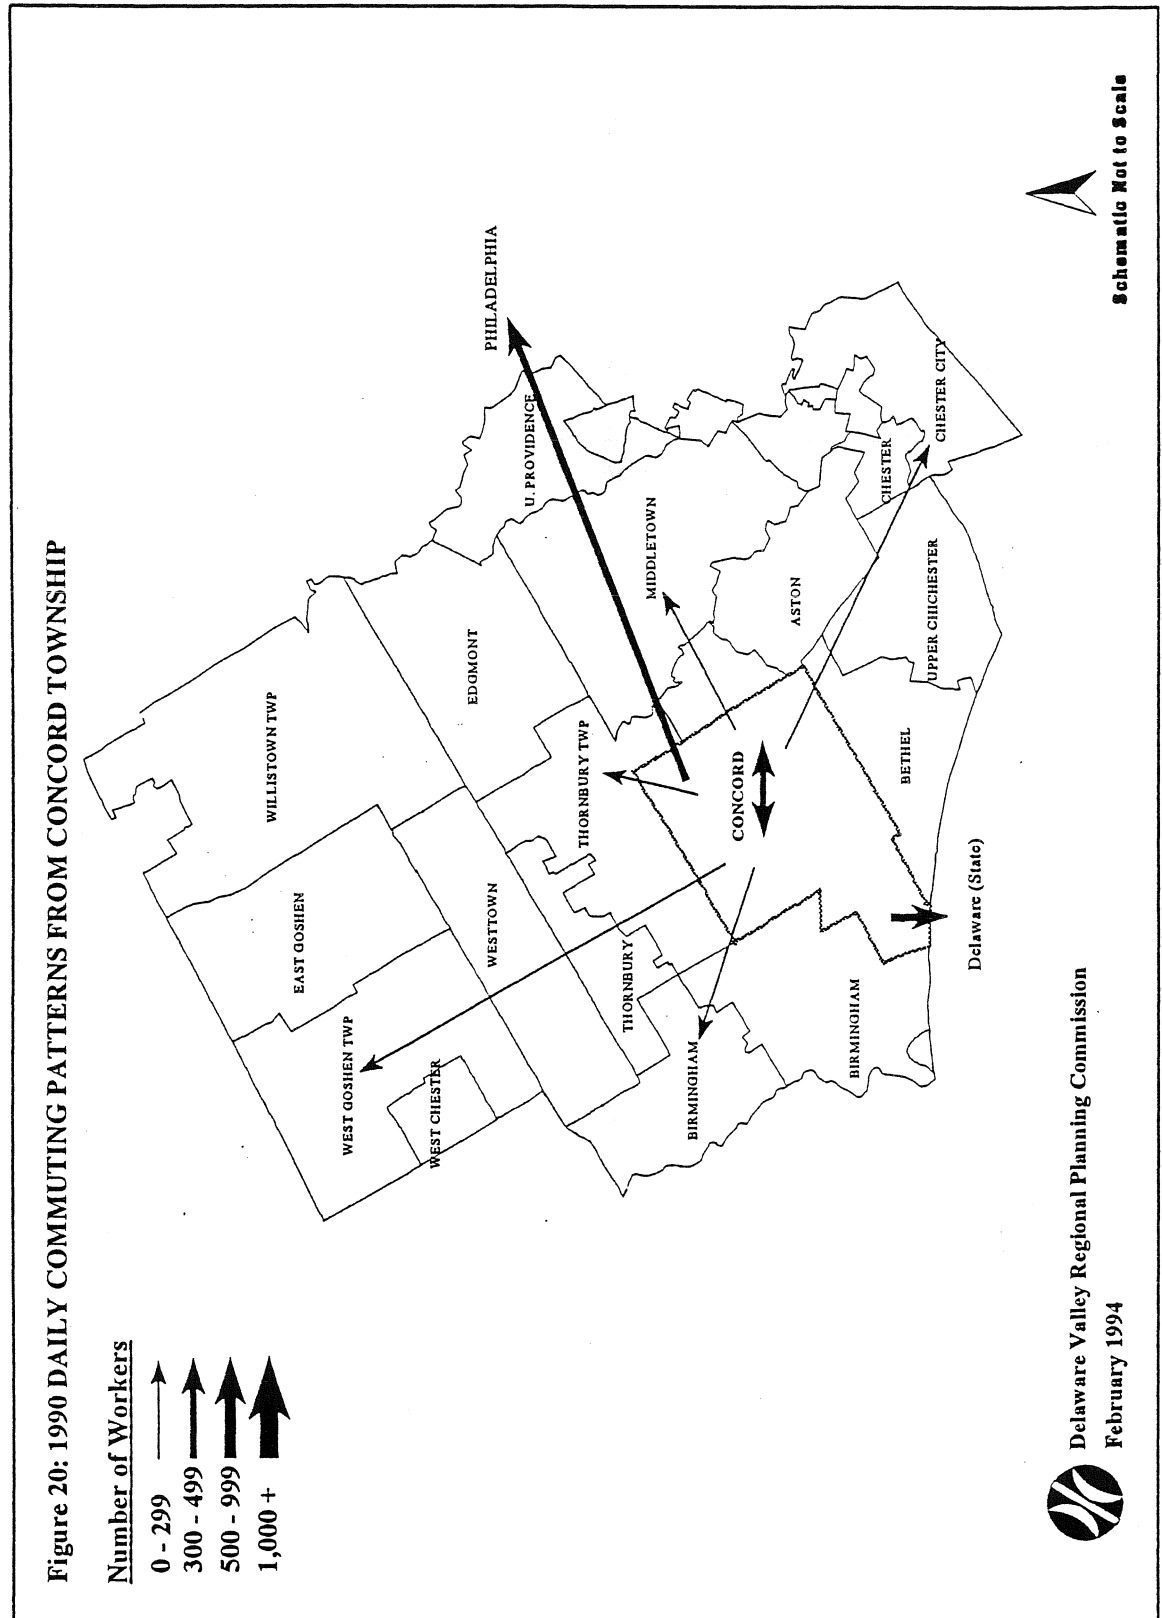 Figure 20: 1990 DAILY COMMUTING PATTERNS FROM CONCORD TOWNSHIP
Number of Workers
0 - 299
300 - 499
500 - 999
1,000 +
WILLISTOWN TWP
EAST GOSHEN
WEST GOSHEN TWP
WEST CHESTER
WESTTOWN
EDGMONT
U. PROVIDENCE
PHILADELPHIA
THORNBURY TWP
THORNBURY
MIDDLETOWN
BIRMINGHAM
CONCORD
ASTON
BIRMINGHAM
CHESTER
CHESTER CITY
BETHEL
UPPER CHICHESTER
Delaware (State)
Schematic Not to Scale
Delaware Valley Regional Planning Commission
February 1994